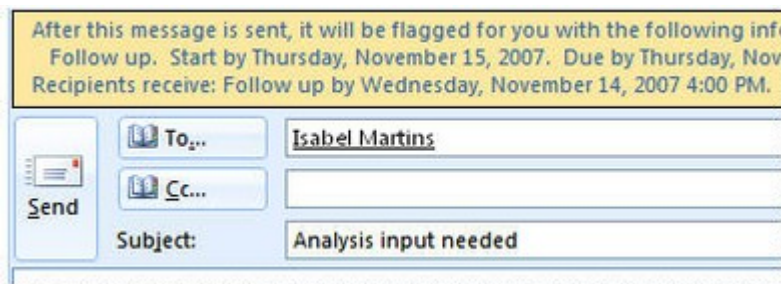 After this message is sent, it will be flagged for you with the following
Follow up. Start by Thursday, November 15, 2007. Due by Thursday,
Recipients receive: Follow up by Wednesday, November 14, 2007 4:00 PM.
To... Isabel Martins
Cc...
Send
Subject: Analysis input needed